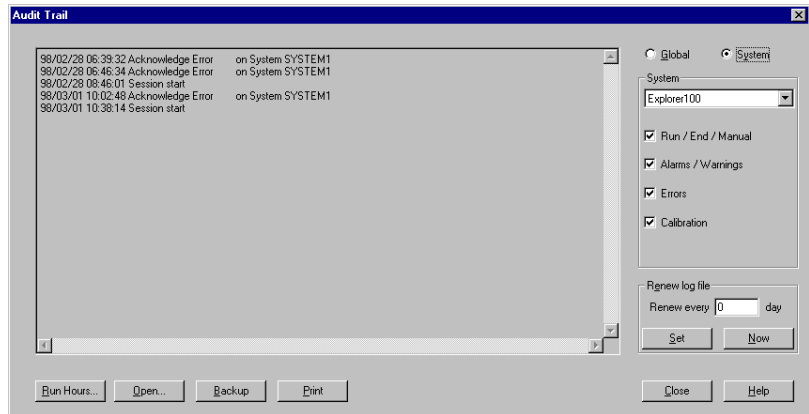 Audit Trail
98/02/28 06:39:32 Acknowledge Error on System SYSTEM1
98/02/28 06:46:34 Acknowledge Error on System SYSTEM1
98/02/28 08:46:01 Session start
98/03/01 10:02:48 Acknowledge Error on System SYSTEM1
98/03/01 10:38:14 Session start
Global System
System
Explorer100
Run / End / Manual
Alarms / Warnings
Errors
Calibration
Renew log file
Renew every 0 day
Set Now
Run Hours... Open... Backup Print Close Help